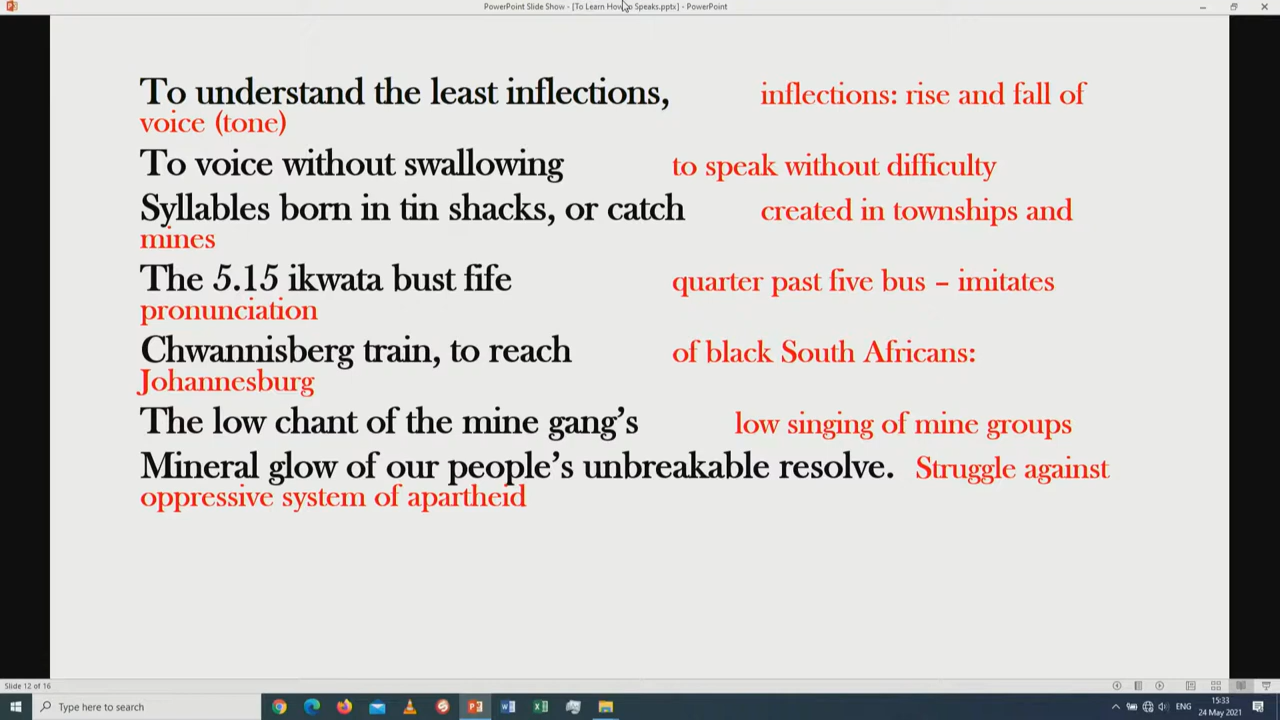 PowerPoint Slide Show - [To Learn How to Speaks.pptx] - PowerPoint
To understand the least inflections, inflections: rise and fall of
voice (tone)
To voice without swallowing to speak without difficulty
Syllables born in tin shacks, or catch created in townships and
mines
The 5.15 ikwata bust fife quarter past five bus – imitates
pronunciation
Chwannisberg train, to reach of black South Africans:
Johannesburg
The low chant of the mine gang’s low singing of mine groups
Mineral glow of our people’s unbreakable resolve. Struggle against
oppressive system of apartheid
Slide 12 of 16
Type here to search
ENG
15:33
24 May 2021